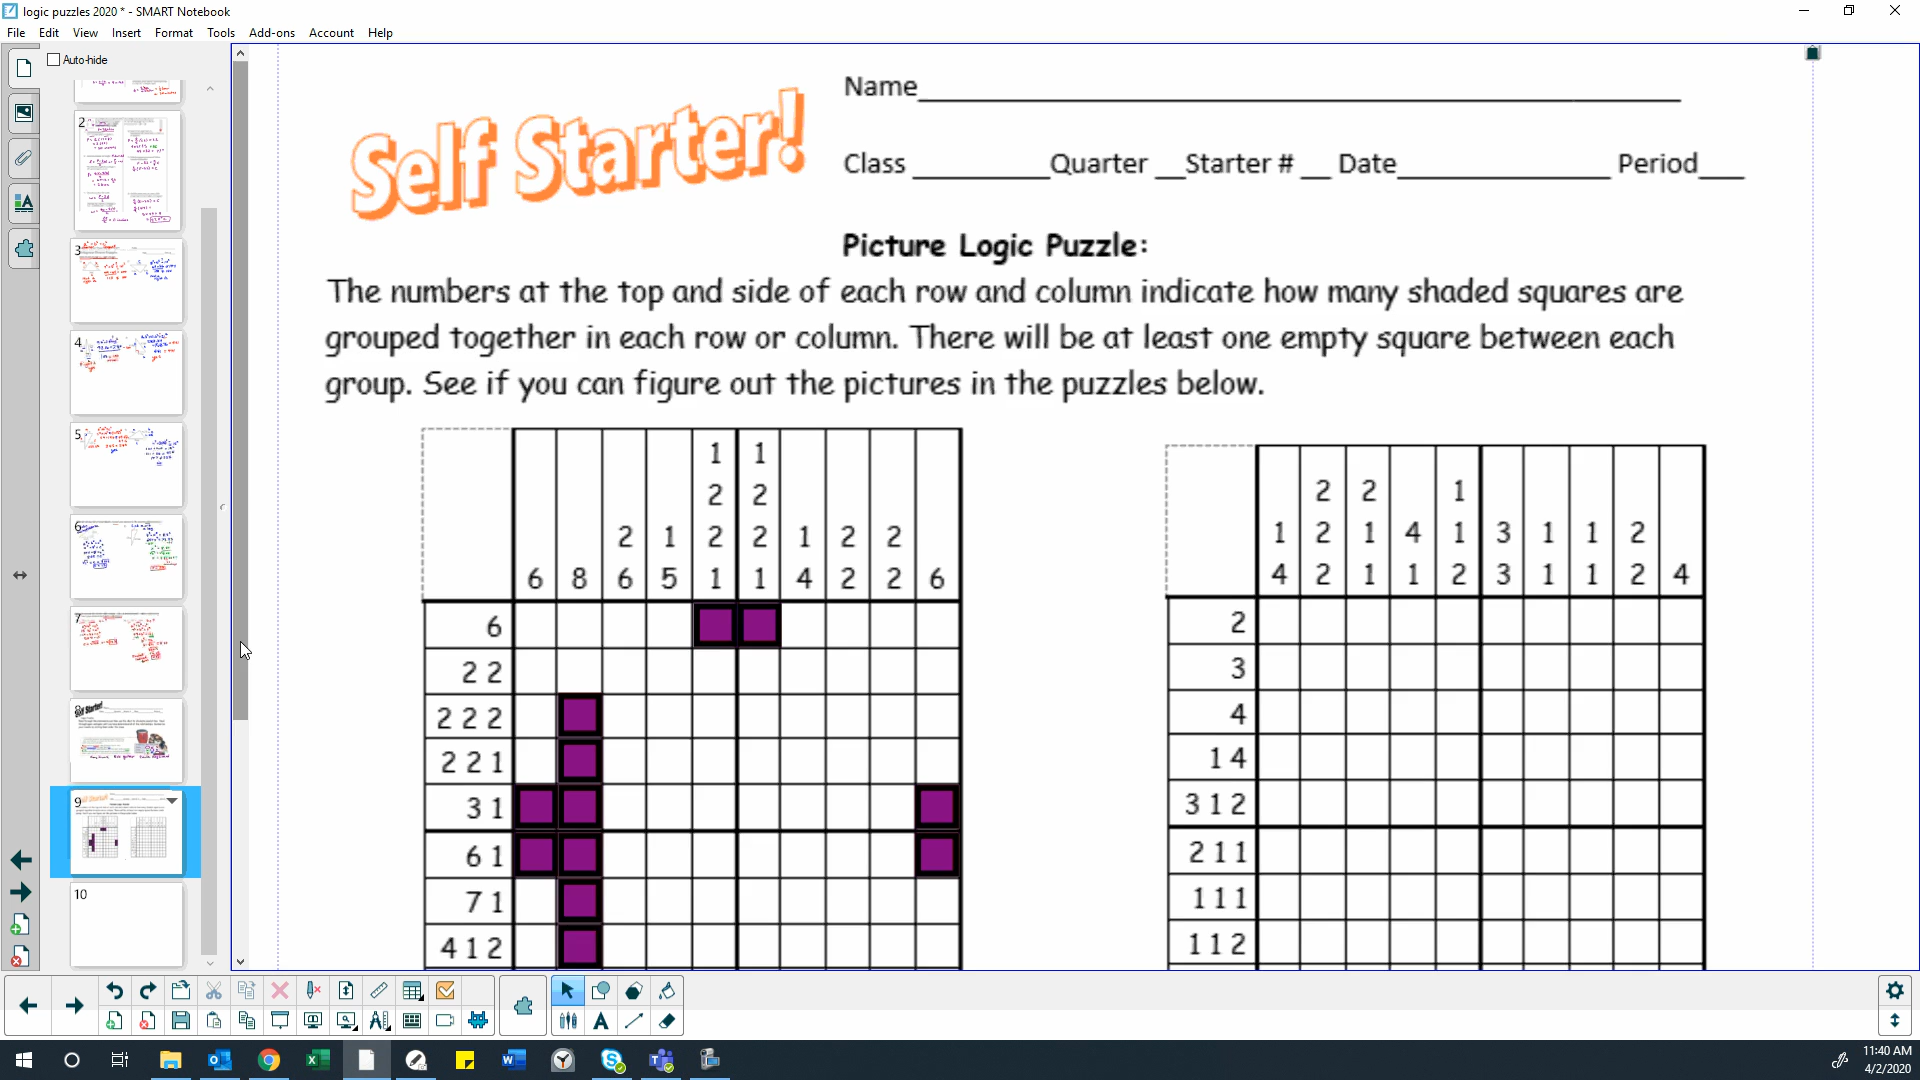 logic puzzles 2020 * - SMART Notebook
File Edit View Insert Format Tools Add-ons Account Help
Auto-hide
Name
Self Starter!
Class Quarter Starter # Date Period
Picture Logic Puzzle:
The numbers at the top and side of each row and column indicate how many shaded squares are
grouped together in each row or column. There will be at least one empty square between each
group. See if you can figure out the pictures in the puzzles below.
1 1
2 2
2 1 2 2 1 2 2
6 8 6 5 1 1 4 2 2 6
6
2 2
2 2 2
2 2 1
3 1
6 1
7 1
4 1 2
2 2 1
1 2 1 4 1 3 1 1 2
4 2 1 1 2 3 1 1 2 4
2
3
4
1 4
3 1 2
2 1 1
1 1 1
1 1 2
2
3
4
5
6
7
Self Starter!
9
10
11:40 AM
4/2/2020